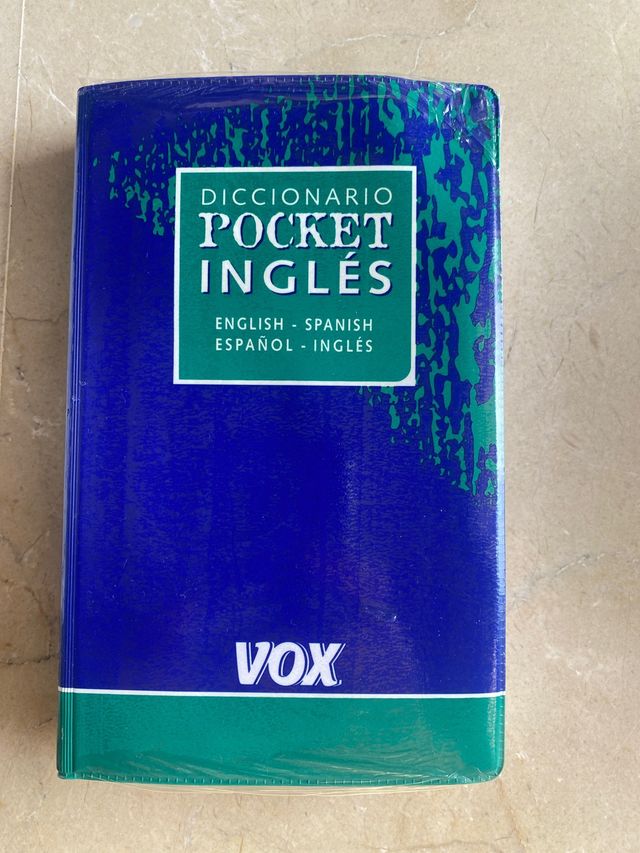 DICCIONARIO
POCKET
INGLÉS
ENGLISH - SPANISH
ESPAÑOL - INGLÉS
VOX